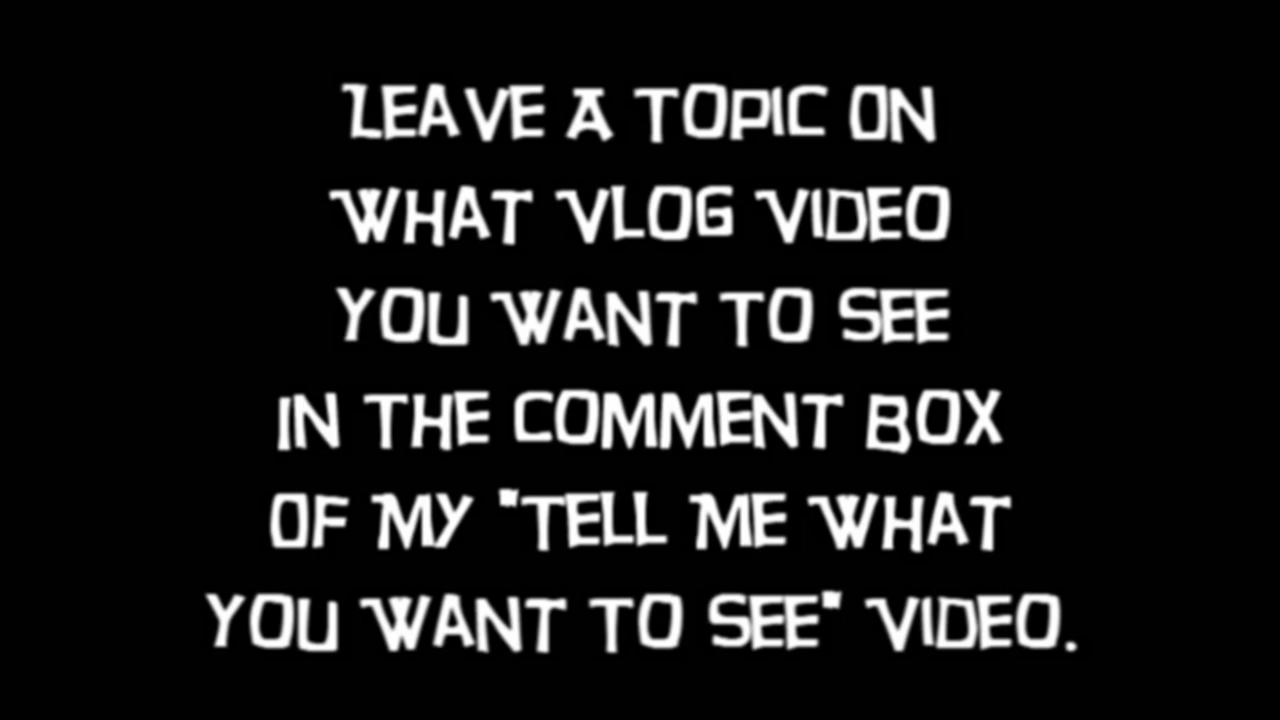 LEAVE A TOPIC ON
WHAT VLOG VIDEO
YOU WANT TO SEE
IN THE COMMENT BOX
OF MY "TELL ME WHAT
YOU WANT TO SEE" VIDEO.